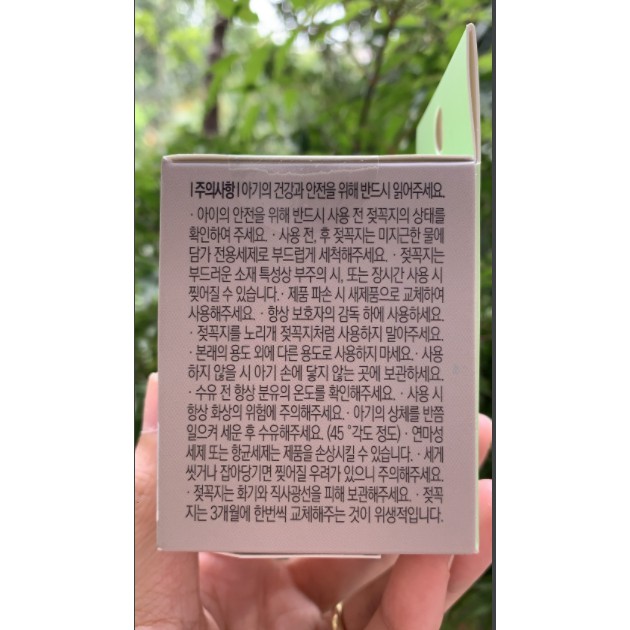 |주의사항| 아기의 건강과 안전을 위해 반드시 읽어주세요.
· 아이의 안전을 위해 반드시 사용 전 젖꼭지의 상태를
확인하여 주세요. · 사용 전, 후 젖꼭지는 미지근한 물에
담가 전용세제로 부드럽게 세척해주세요. · 젖꼭지는
부드러운 소재 특성상 부주의 시, 또는 장시간 사용 시
찢어질 수 있습니다. · 제품 파손 시 새제품으로 교체하여
사용해주세요. · 항상 보호자의 감독 하에 사용하세요.
· 젖꼭지를 노리개 젖꼭지처럼 사용하지 말아주세요.
· 본래의 용도 외에 다른 용도로 사용하지 마세요. · 사용
하지 않을 시 아기 손에 닿지 않는 곳에 보관하세요.
· 수유 전 항상 분유의 온도를 확인해주세요. · 사용 시
항상 화상의 위험에 주의해주세요. · 아기의 상체를 반쯤
일으켜 세운 후 수유해주세요. (45 °각도 정도) · 연마성
세제 또는 항균세제는 제품을 손상시킬 수 있습니다. · 세게
씻거나 잡아당기면 찢어질 우려가 있으니 주의해주세요.
· 젖꼭지는 화기와 직사광선을 피해 보관해주세요. · 젖꼭
지는 3개월에 한번씩 교체해주는 것이 위생적입니다.